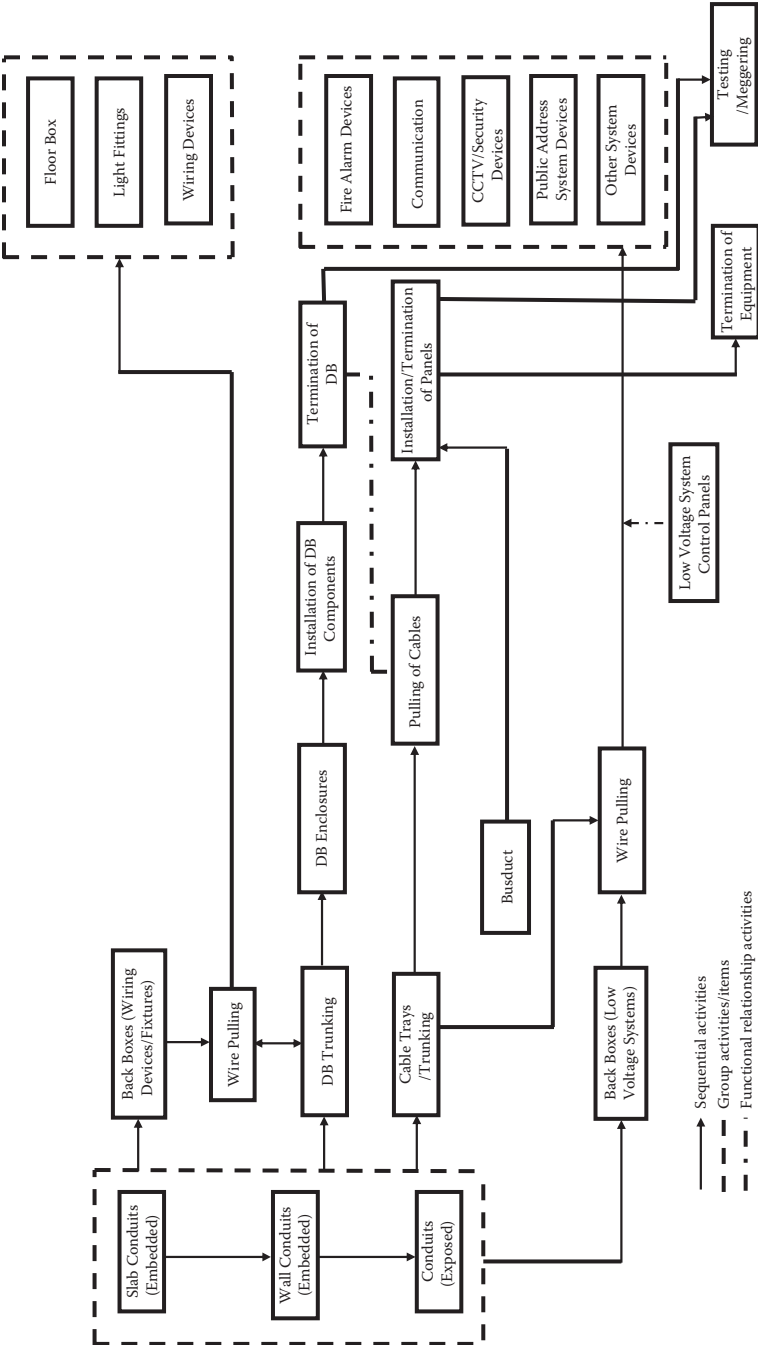 Slab Conduits
(Embedded)
Wall Conduits
(Embedded)
Conduits
(Exposed)
Back Boxes (Wiring
Devices/Fixtures)
Wire Pulling
DB Trunking
Cable Trays
/Trunking
Back Boxes (Low
Voltage Systems)
DB Enclosures
Busduct
Wire Pulling
Installation of DB
Components
Pulling of Cables
Termination of
DB
Installation/Termination
of Panels
Low Voltage System
Control Panels
Floor Box
Light Fittings
Wiring Devices
Fire Alarm Devices
Communication
CCTV/Security
Devices
Public Address
System Devices
Other System
Devices
Termination of
Equipment
Testing
/Meggering
Sequential activities
Group activities/items
Functional relationship activities